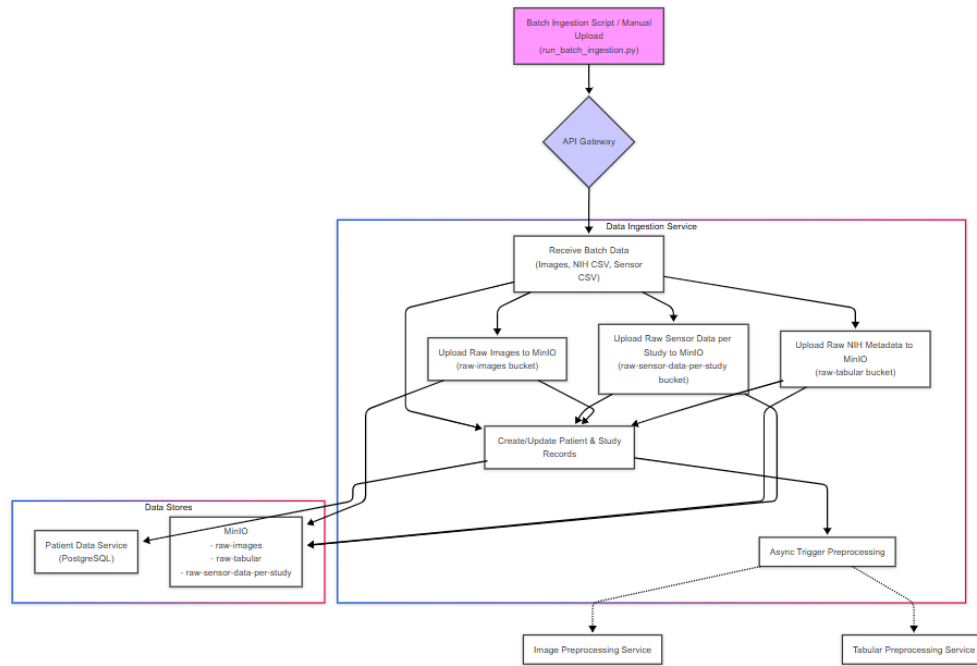 Batch Ingestion Script / Manual
Upload
(run_batch_ingestion.py)
API Gateway
Data Ingestion Service
Receive Batch Data
(Images, NIH CSV, Sensor
CSV)
Upload Raw Images to MinIO
(raw-images bucket)
Upload Raw Sensor Data per
Study to MinIO
(raw-sensor-data-per-study
bucket)
Upload Raw NIH Metadata to
MinIO
(raw-tabular bucket)
Create/Update Patient & Study
Records
Data Stores
Patient Data Service
(PostgreSQL)
MinIO
- raw-images
- raw-tabular
- raw-sensor-data-per-study
Async Trigger Preprocessing
Image Preprocessing Service
Tabular Preprocessing Service